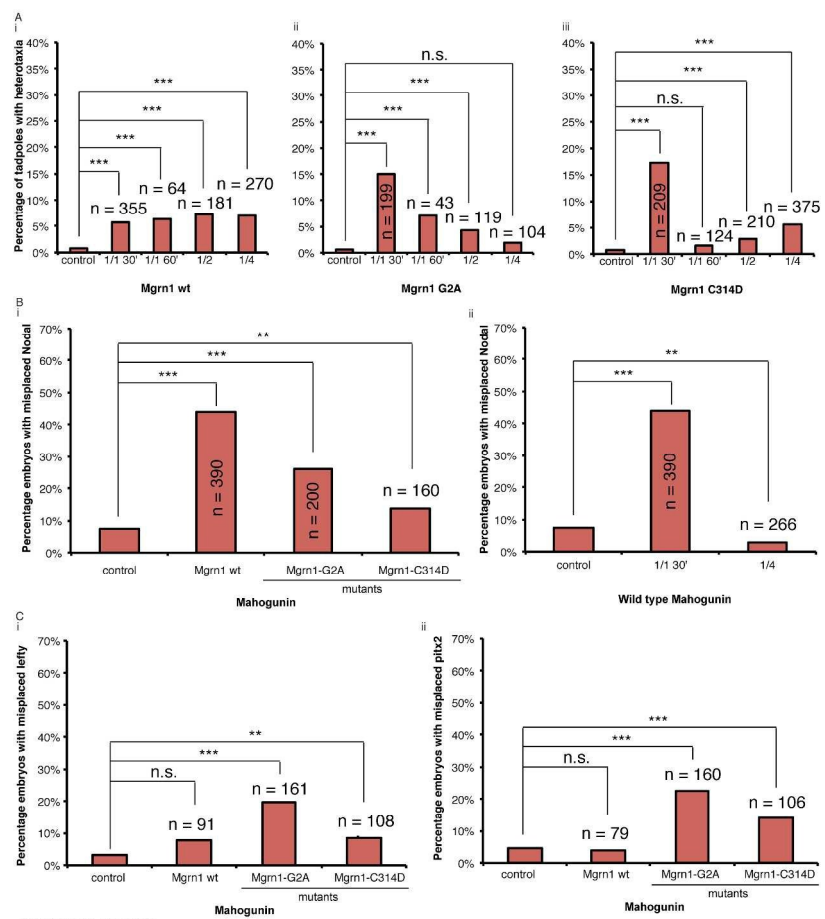 A
i
Percentage of tadpoles with heterotaxia
40%
35%
30%
25%
20%
15%
10%
5%
0%
***
***
***
***
n = 355
n = 64
n = 181
n = 270
control 1/1 30' 1/1 60' 1/2 1/4
Mgrn1 wt
ii
40%
35%
30%
25%
20%
15%
10%
5%
0%
n.s.
***
***
***
n = 199
n = 43
n = 119
n = 104
control 1/1 30' 1/1 60' 1/2 1/4
Mgrn1 G2A
iii
40%
35%
30%
25%
20%
15%
10%
5%
0%
***
***
n.s.
***
n = 209
n = 124
n = 210
n = 375
control 1/1 30' 1/1 60' 1/2 1/4
Mgrn1 C314D
B
i
Percentage embryos with misplaced Nodal
70%
60%
50%
40%
30%
20%
10%
0%
**
***
***
n = 390
n = 200
n = 160
control Mgrn1 wt Mgrn1-G2A Mgrn1-C314D
mutants
Mahogunin
ii
Percentage embryos with misplaced Nodal
70%
60%
50%
40%
30%
20%
10%
0%
**
***
n = 390
n = 266
control 1/1 30' 1/4
Wild type Mahogunin
C
i
Percentage embryos with misplaced lefty
70%
60%
50%
40%
30%
20%
10%
0%
**
***
n.s.
n = 91
n = 161
n = 108
control Mgrn1 wt Mgrn1-G2A Mgrn1-C314D
mutants
Mahogunin
ii
Percentage embryos with misplaced pitx2
70%
60%
50%
40%
30%
20%
10%
0%
***
***
n.s.
n = 79
n = 160
n = 106
control Mgrn1 wt Mgrn1-G2A Mgrn1-C314D
mutants
Mahogunin